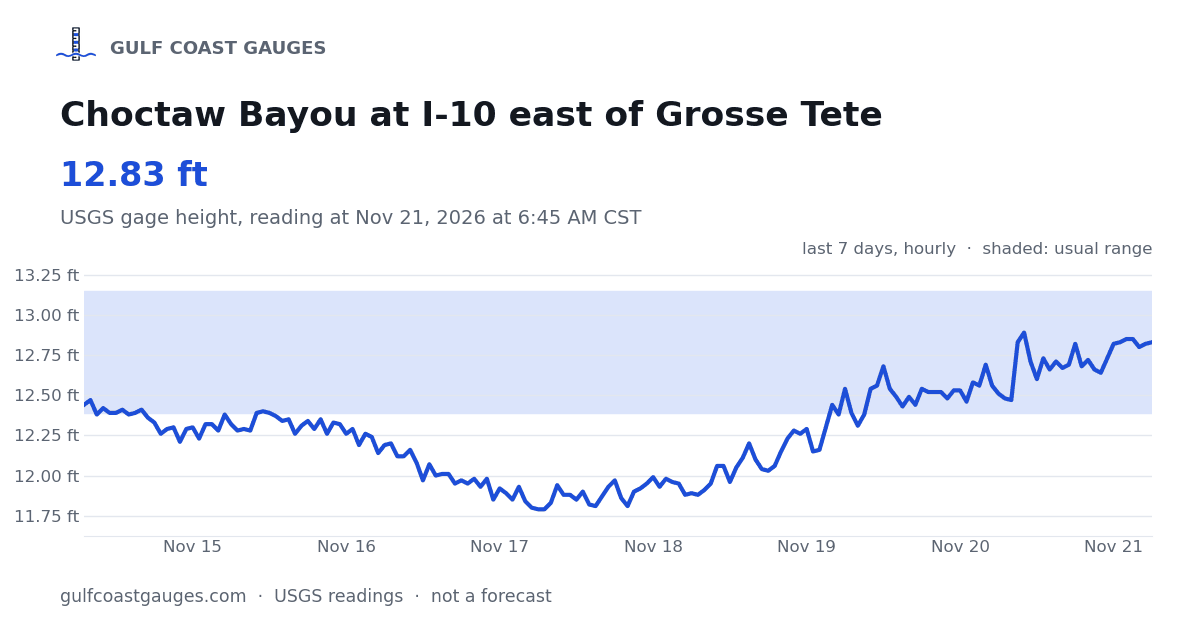 GULF COAST GAUGES
Choctaw Bayou at I-10 east of Grosse Tete
12.83 ft
USGS gage height, reading at Nov 21, 2026 at 6:45 AM CST
last 7 days, hourly · shaded: usual range
13.25 ft
13.00 ft
12.75 ft
12.50 ft
12.25 ft
12.00 ft
11.75 ft
Nov 15 Nov 16 Nov 17 Nov 18 Nov 19 Nov 20 Nov 21
gulfcoastgauges.com · USGS readings · not a forecast